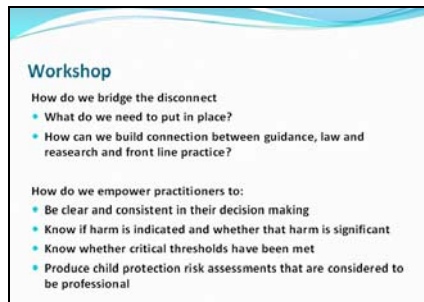 Workshop
How do we bridge the disconnect
• What do we need to put in place?
• How can we build connection between guidance, law and
reasearch and front line practice?
How do we empower practitioners to:
• Be clear and consistent in their decision making
• Know if harm is indicated and whether that harm is significant
• Know whether critical thresholds have been met
• Produce child protection risk assessments that are considered to
be professional